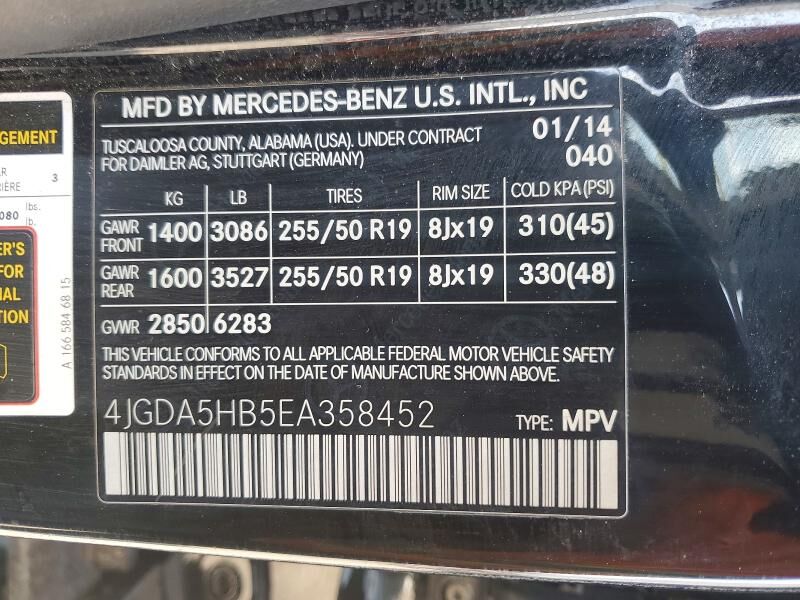 MFD BY MERCEDES-BENZ U.S. INTL., INC
TUSCALOOSA COUNTY, ALABAMA (USA). UNDER CONTRACT
FOR DAIMLER AG, STUTTGART (GERMANY)
01/14
040
KG LB TIRES RIM SIZE COLD KPA (PSI)
GAWR FRONT 1400 3086 255/50 R19 8Jx19 310(45)
GAWR REAR 1600 3527 255/50 R19 8Jx19 330(48)
GVWR 2850 6283
THIS VEHICLE CONFORMS TO ALL APPLICABLE FEDERAL MOTOR VEHICLE SAFETY
STANDARDS IN EFFECT ON THE DATE OF MANUFACTURE SHOWN ABOVE.
4JGDA5HB5EA358452 TYPE: MPV
3
080 lbs.
lb.
A 166 584 68 15